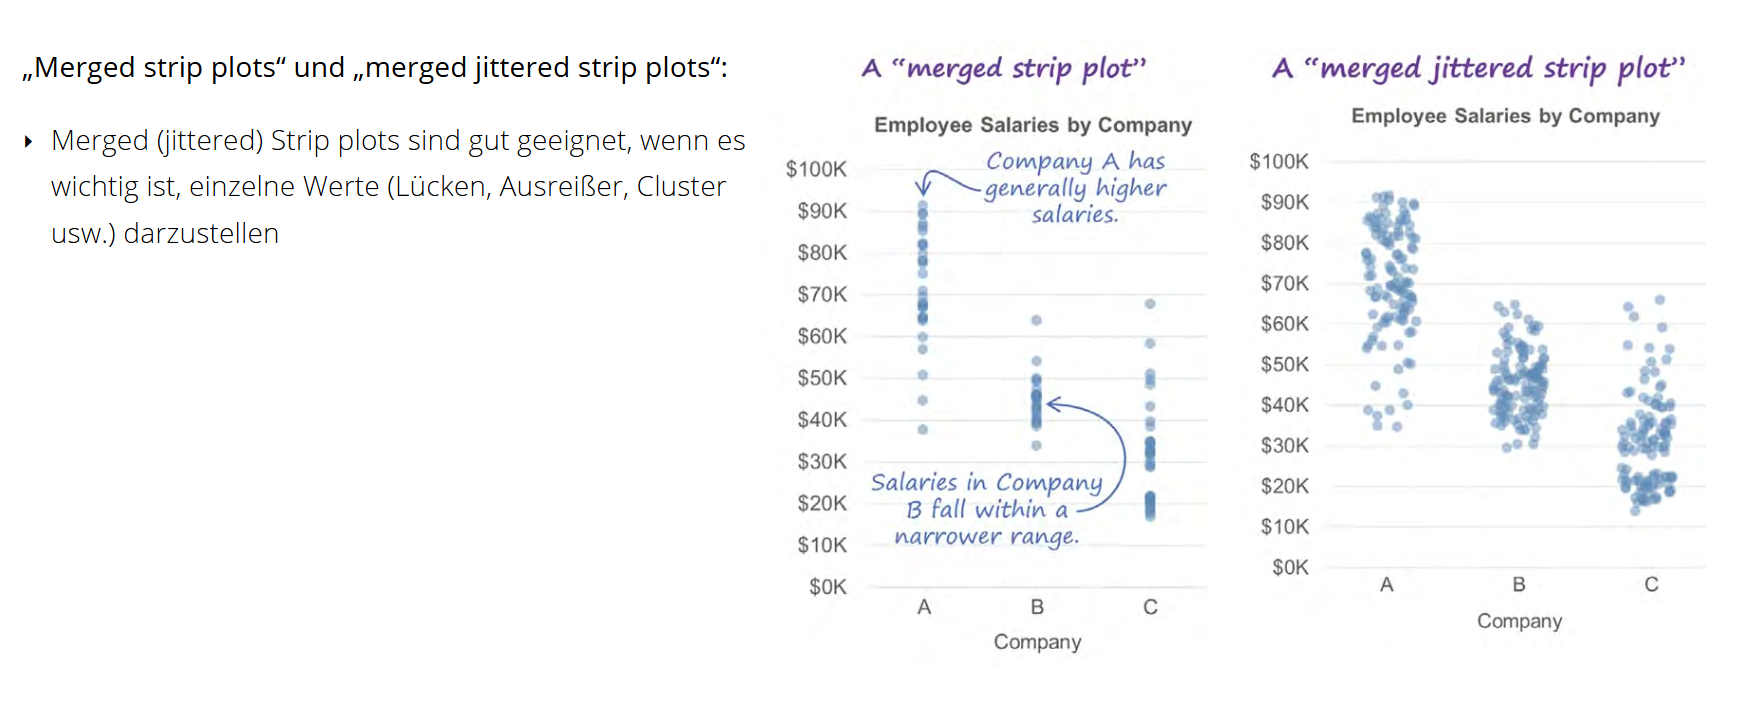 „Merged strip plots“ und „merged jittered strip plots“:
Merged (jittered) Strip plots sind gut geeignet, wenn es
wichtig ist, einzelne Werte (Lücken, Ausreißer, Cluster
usw.) darzustellen
A “merged strip plot”
Employee Salaries by Company
Company A has
generally higher
salaries.
$100K
$90K
$80K
$70K
$60K
$50K
$40K
$30K
$20K
$10K
$0K
Salaries in Company
B fall within a
narrower range.
A B C
Company
A “merged jittered strip plot”
Employee Salaries by Company
$100K
$90K
$80K
$70K
$60K
$50K
$40K
$30K
$20K
$10K
$0K
A B C
Company